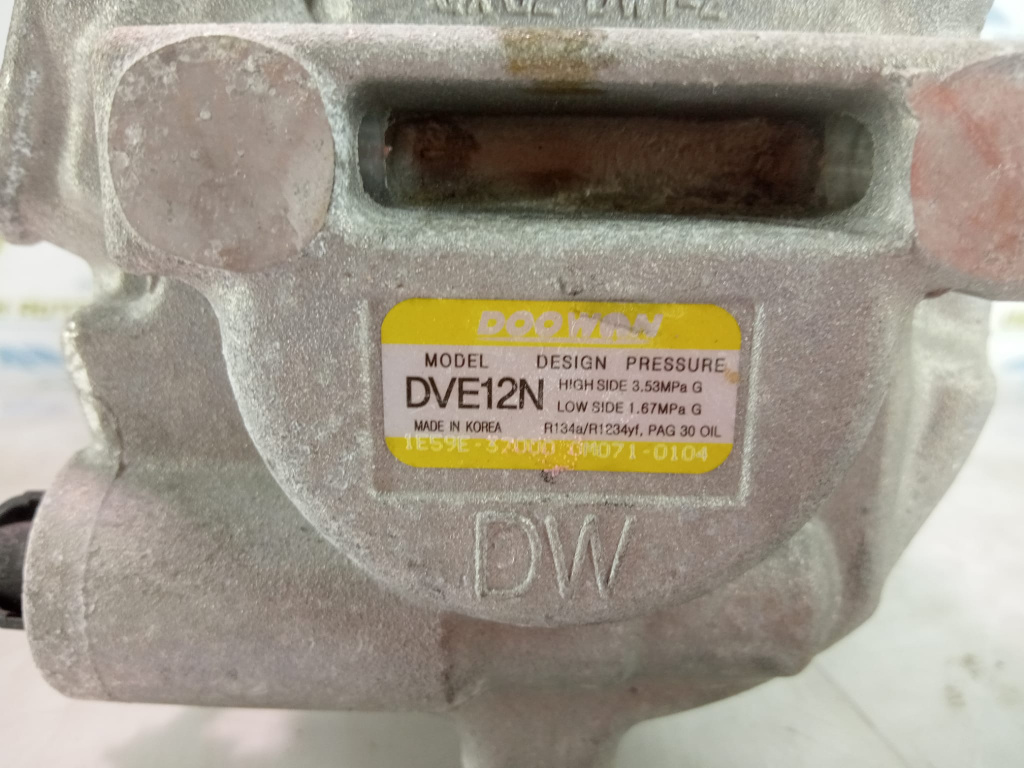 DOOWON
MODEL DESIGN PRESSURE
DVE12N HIGH SIDE 3.53MPa G
LOW SIDE 1.67MPa G
MADE IN KOREA R134a/R1234yf, PAG 30 OIL
1E59E-
DW